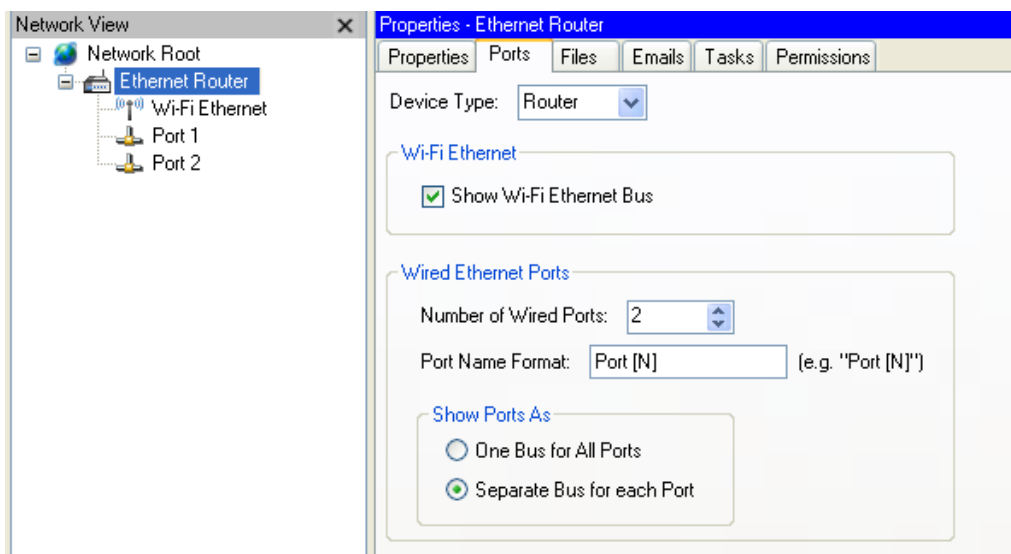 Network View
Network Root
Ethernet Router
Wi-Fi Ethernet
Port 1
Port 2
Properties - Ethernet Router
Properties Ports Files Emails Tasks Permissions
Device Type: Router
Wi-Fi Ethernet
Show Wi-Fi Ethernet Bus
Wired Ethernet Ports
Number of Wired Ports: 2
Port Name Format: Port [N] (e.g. "Port [N]")
Show Ports As
One Bus for All Ports
Separate Bus for each Port